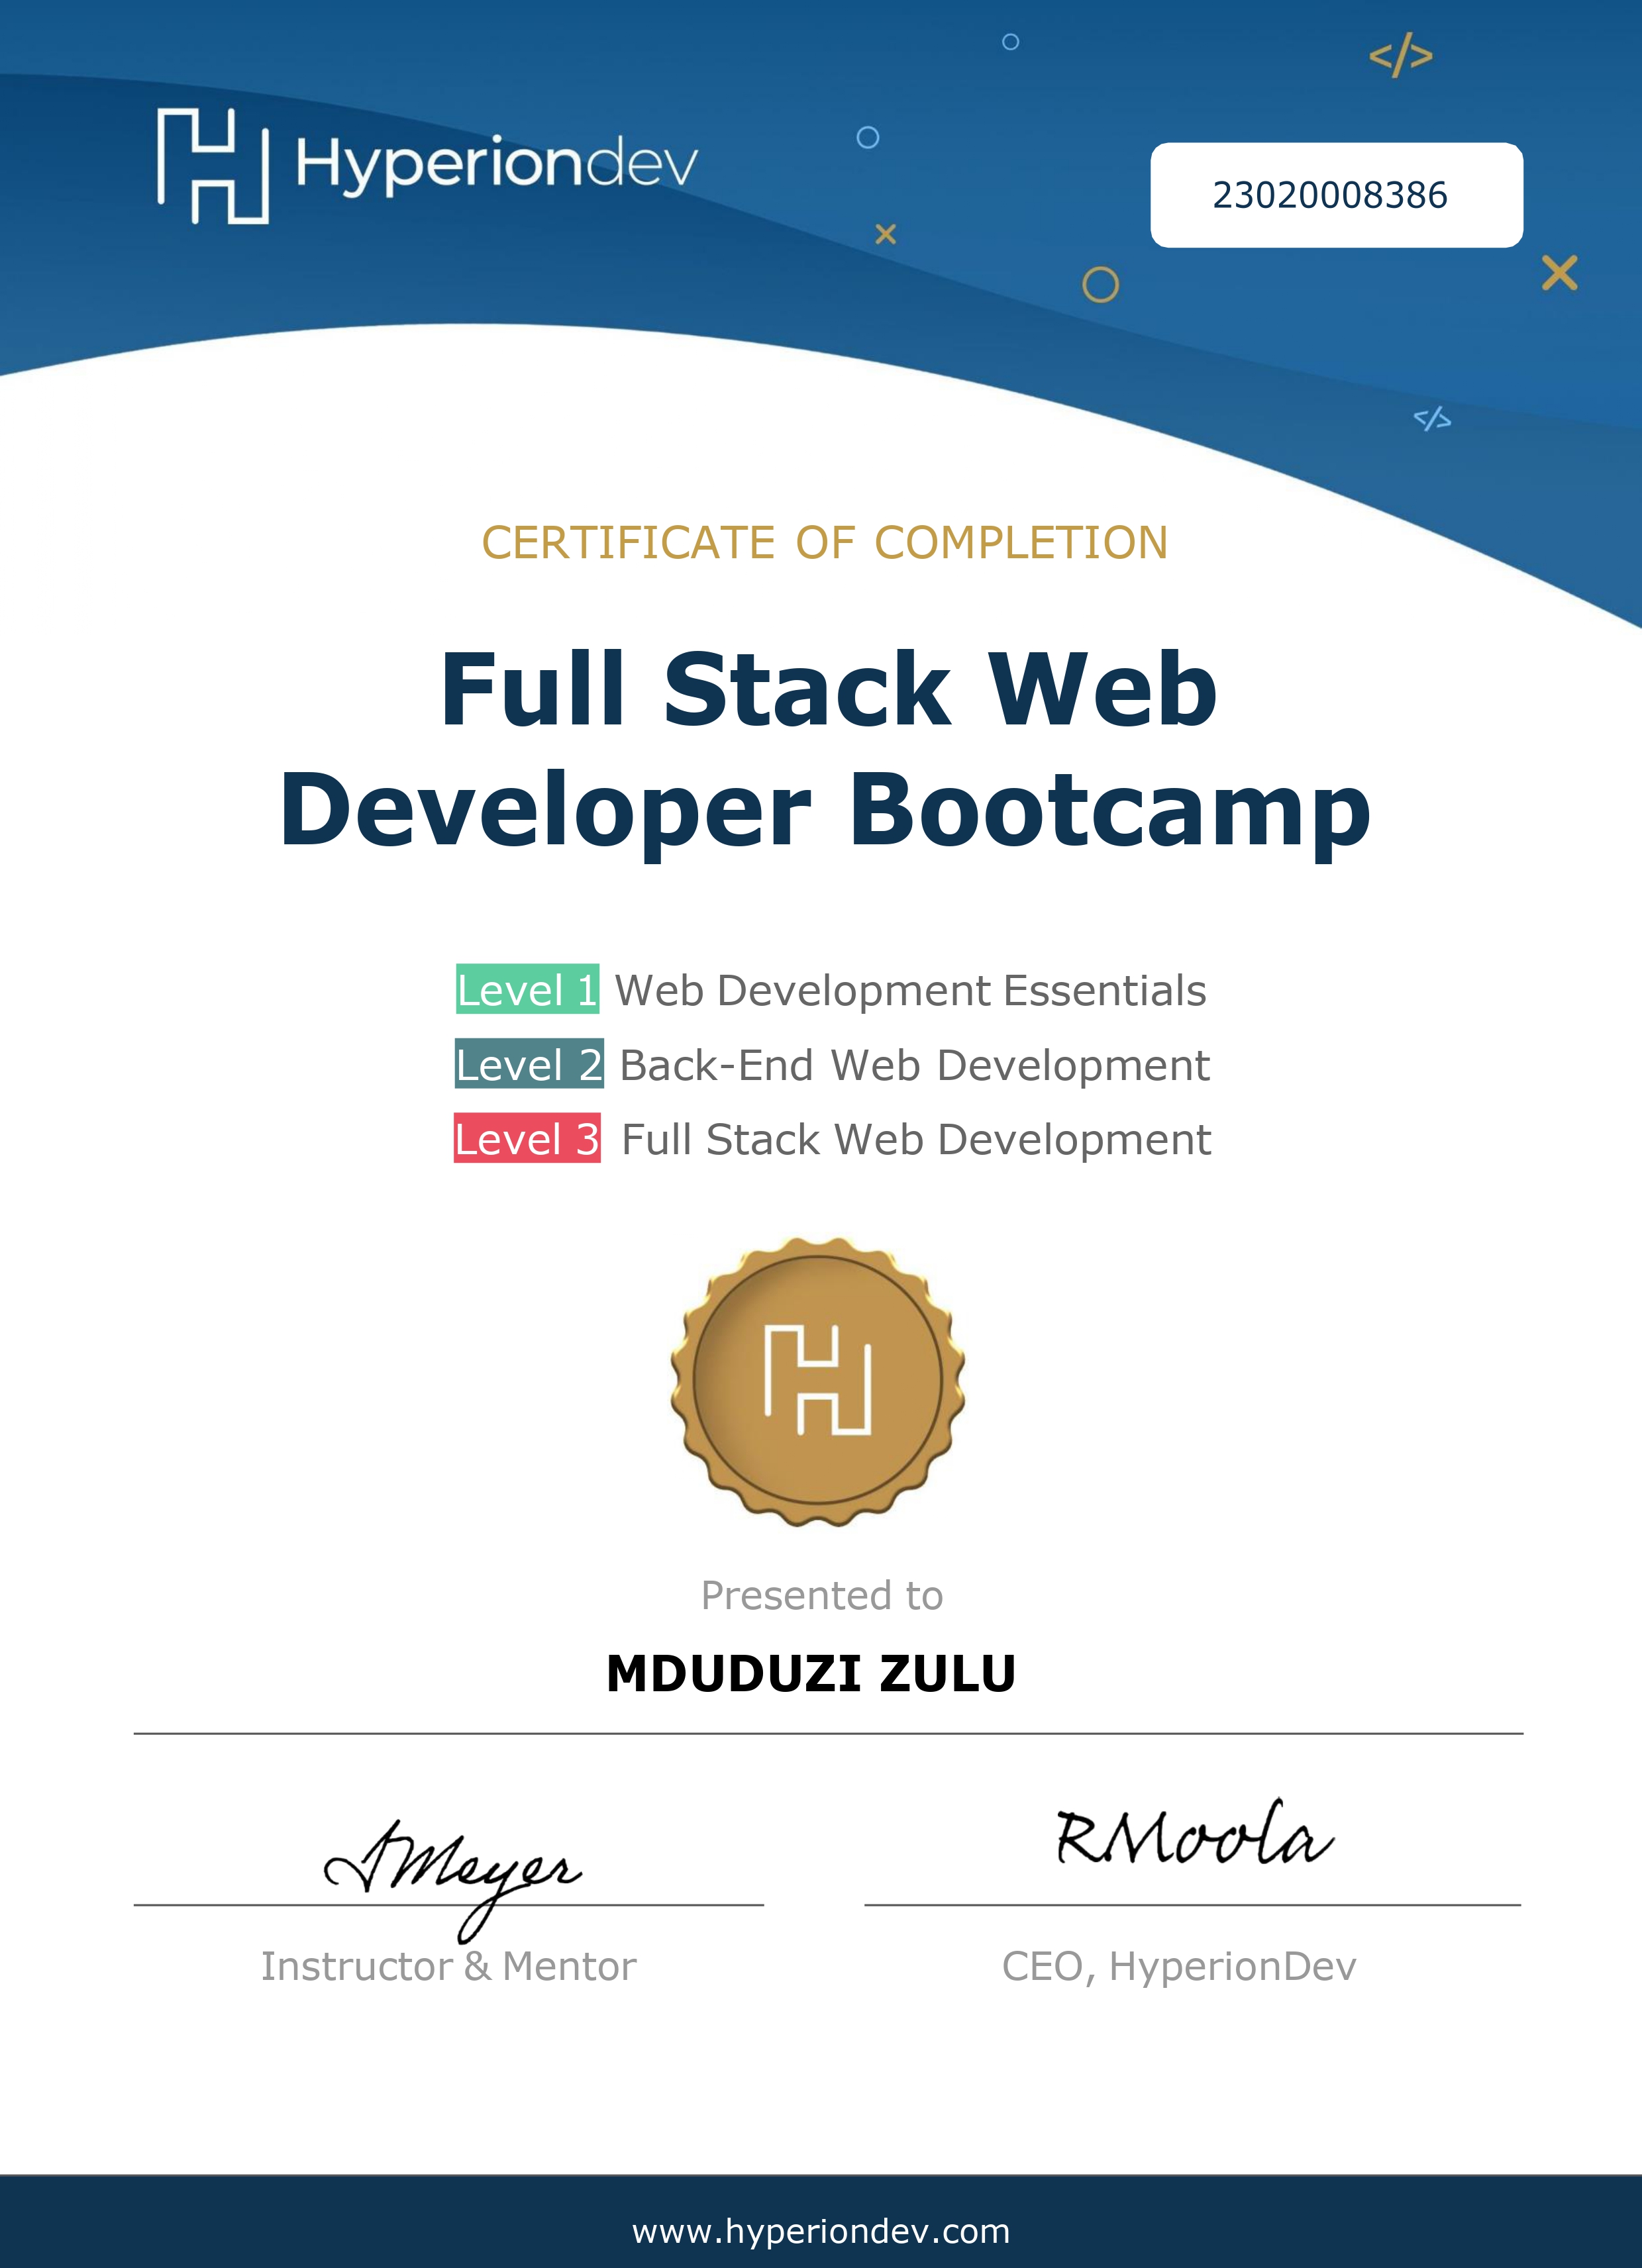 Hyperiondev
23020008386
</>
</>
CERTIFICATE OF COMPLETION
Full Stack Web
Developer Bootcamp
Level 1 Web Development Essentials
Level 2 Back-End Web Development
Level 3 Full Stack Web Development
Presented to
MDUDUZI ZULU
RMoola
Instructor & Mentor
CEO, HyperionDev
www.hyperiondev.com